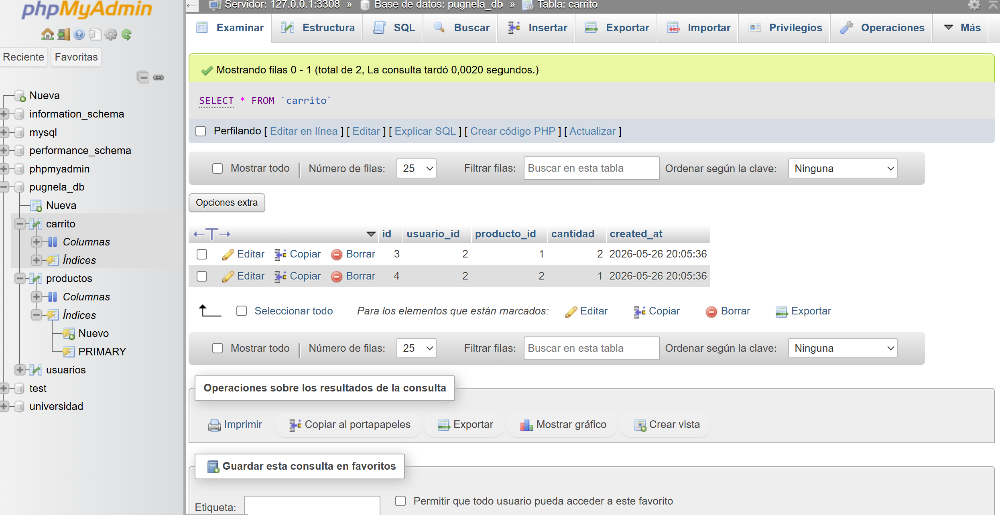 phpMyAdmin
Reciente Favoritas
Nueva
information_schema
mysql
performance_schema
phpmyadmin
pugnela_db
Nueva
carrito
Columnas
Índices
productos
Columnas
Índices
Nuevo
PRIMARY
usuarios
test
universidad
← Servidor: 127.0.0.1:3308 » Base de datos: pugnela_db » Tabla: carrito
Examinar Estructura SQL Buscar Insertar Exportar Importar Privilegios Operaciones Más
Mostrando filas 0 - 1 (total de 2, La consulta tardó 0,0020 segundos.)
SELECT * FROM `carrito`
Perfilando [ Editar en línea ] [ Editar ] [ Explicar SQL ] [ Crear código PHP ] [ Actualizar ]
Mostrar todo | Número de filas: 25 Filtrar filas: Buscar en esta tabla Ordenar según la clave: Ninguna
Opciones extra
←T→ id usuario_id producto_id cantidad created_at
Editar Copiar Borrar 3 2 1 2 2026-05-26 20:05:36
Editar Copiar Borrar 4 2 2 1 2026-05-26 20:05:36
Seleccionar todo Para los elementos que están marcados: Editar Copiar Borrar Exportar
Mostrar todo | Número de filas: 25 Filtrar filas: Buscar en esta tabla Ordenar según la clave: Ninguna
Operaciones sobre los resultados de la consulta
Imprimir Copiar al portapapeles Exportar Mostrar gráfico Crear vista
Guardar esta consulta en favoritos
Etiqueta: Permitir que todo usuario pueda acceder a este favorito